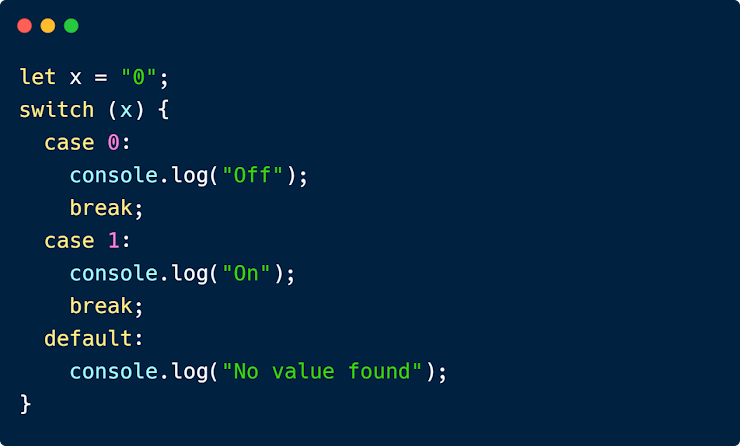 let x = "0";
switch (x) {
  case 0:
    console.log("Off");
    break;
  case 1:
    console.log("On");
    break;
  default:
    console.log("No value found");
}